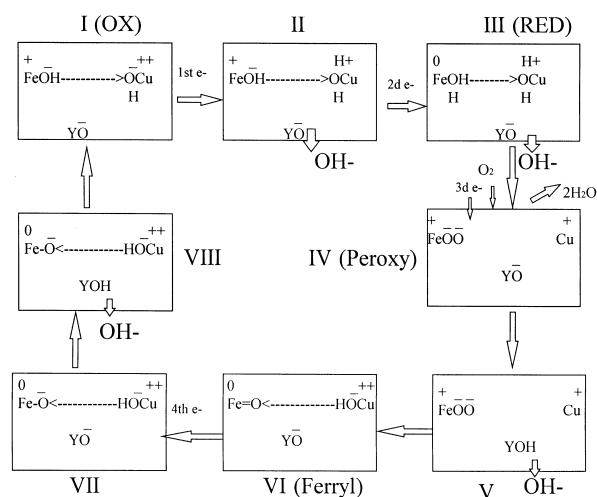 I (OX)
+ ++
FeOH------------->OCu
H
YO
1st e-
II
+ H+
FeOH------------->OCu
H
YO
OH-
2d e-
III (RED)
0 H+
FeOH------------->OCu
H H
YO
OH-
O2
3d e-
2H2O
IV (Peroxy)
+ +
FeOO Cu
YO
V
+ +
FeOO Cu
YOH
OH-
VI (Ferryl)
0 ++
Fe=O<-------------HOCu
YO
4th e-
VII
0 ++
Fe-O<-------------HOCu
YO
VIII
0 ++
Fe-O<-------------HOCu
YOH
OH-